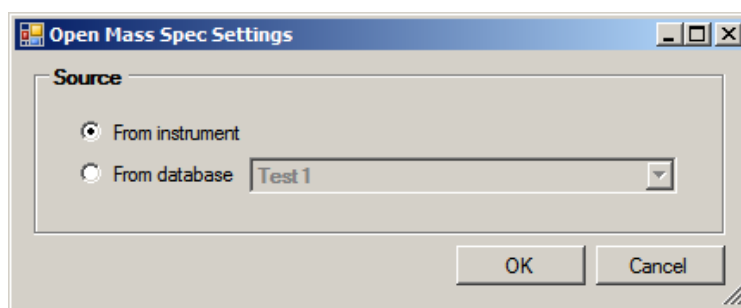 Open Mass Spec Settings
Source
From instrument
From database Test 1
OK Cancel